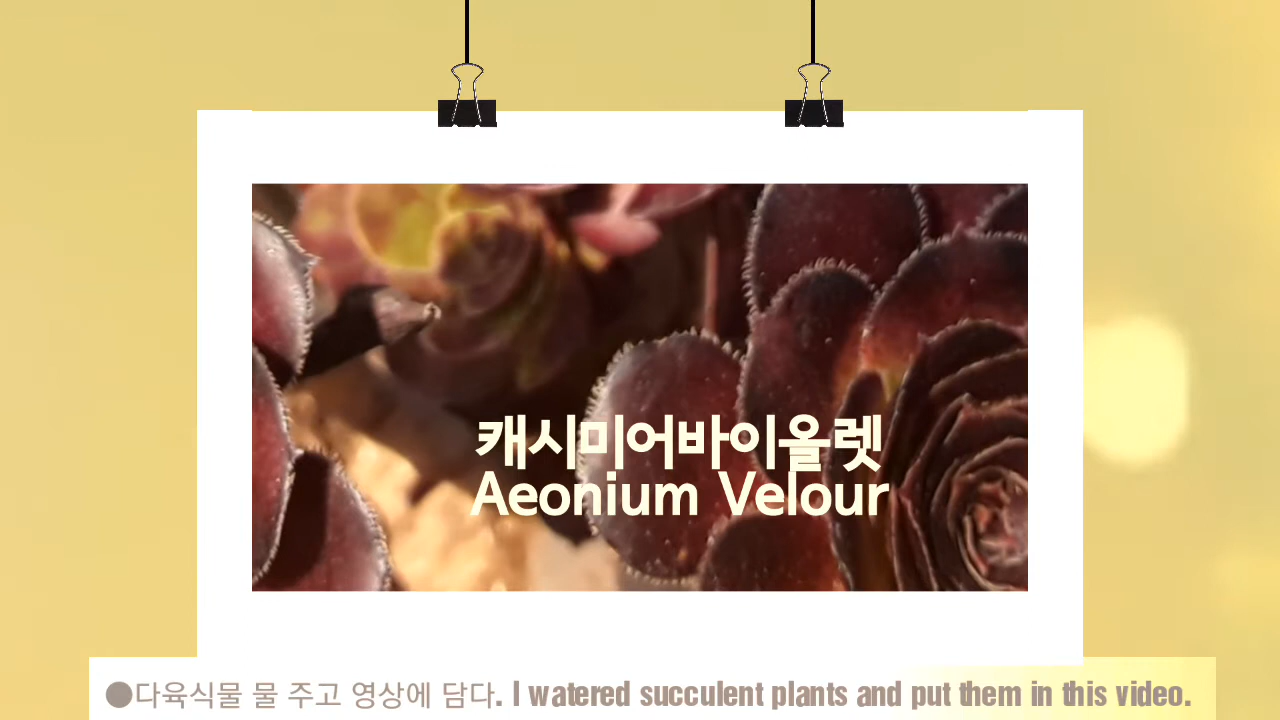 캐시미어바이올렛
Aeonium Velour
●다육식물 물 주고 영상에 담다. I watered succulent plants and put them in this video.